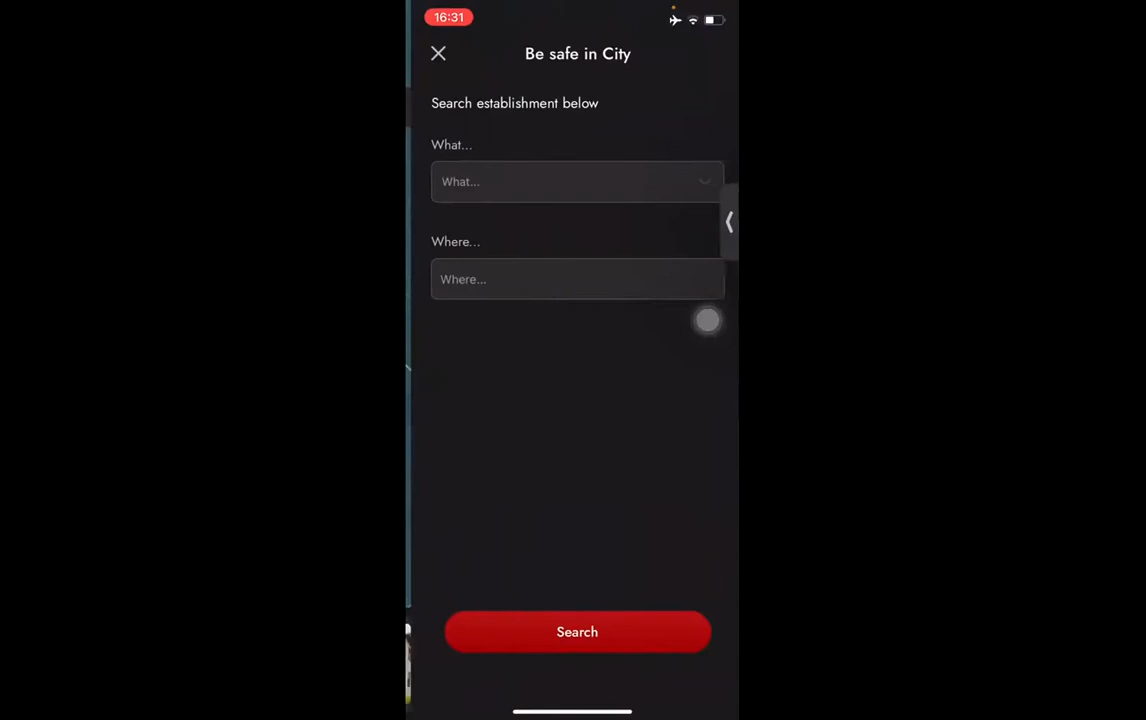 16:31
Be safe in City
Search establishment below
What...
What...
Where...
Where...
Search